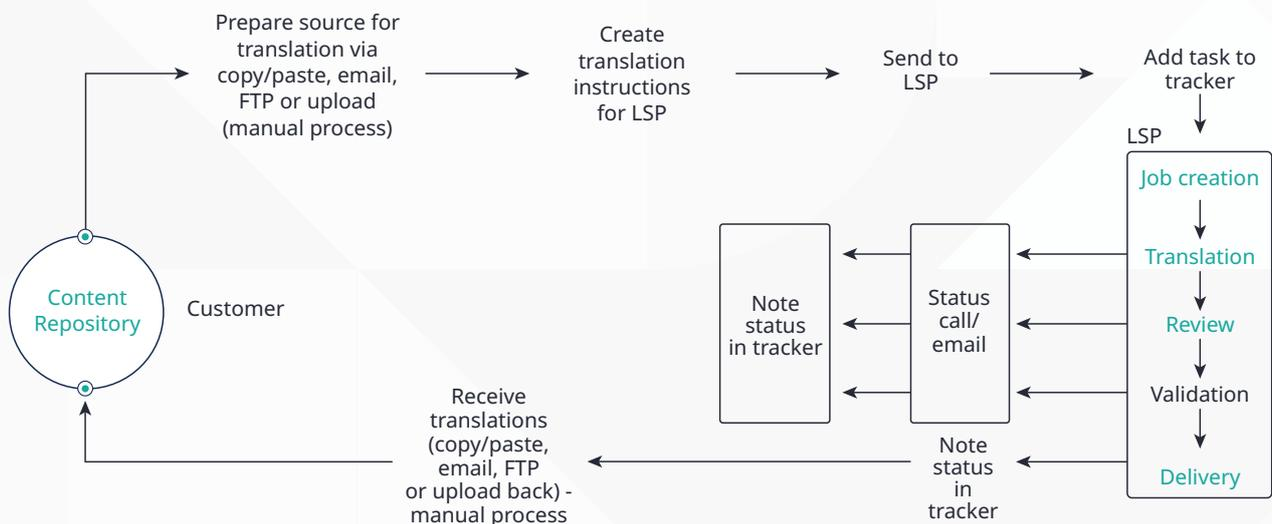 Prepare source for
translation via
copy/paste, email,
FTP or upload
(manual process)
Create
translation
instructions
for LSP
Send to
LSP
Add task to
tracker
LSP
Job creation
Translation
Review
Validation
Delivery
Status
call/
email
Note
status
in tracker
Content
Repository
Customer
Note
status
in
tracker
Receive
translations
(copy/paste,
email, FTP
or upload back) -
manual process